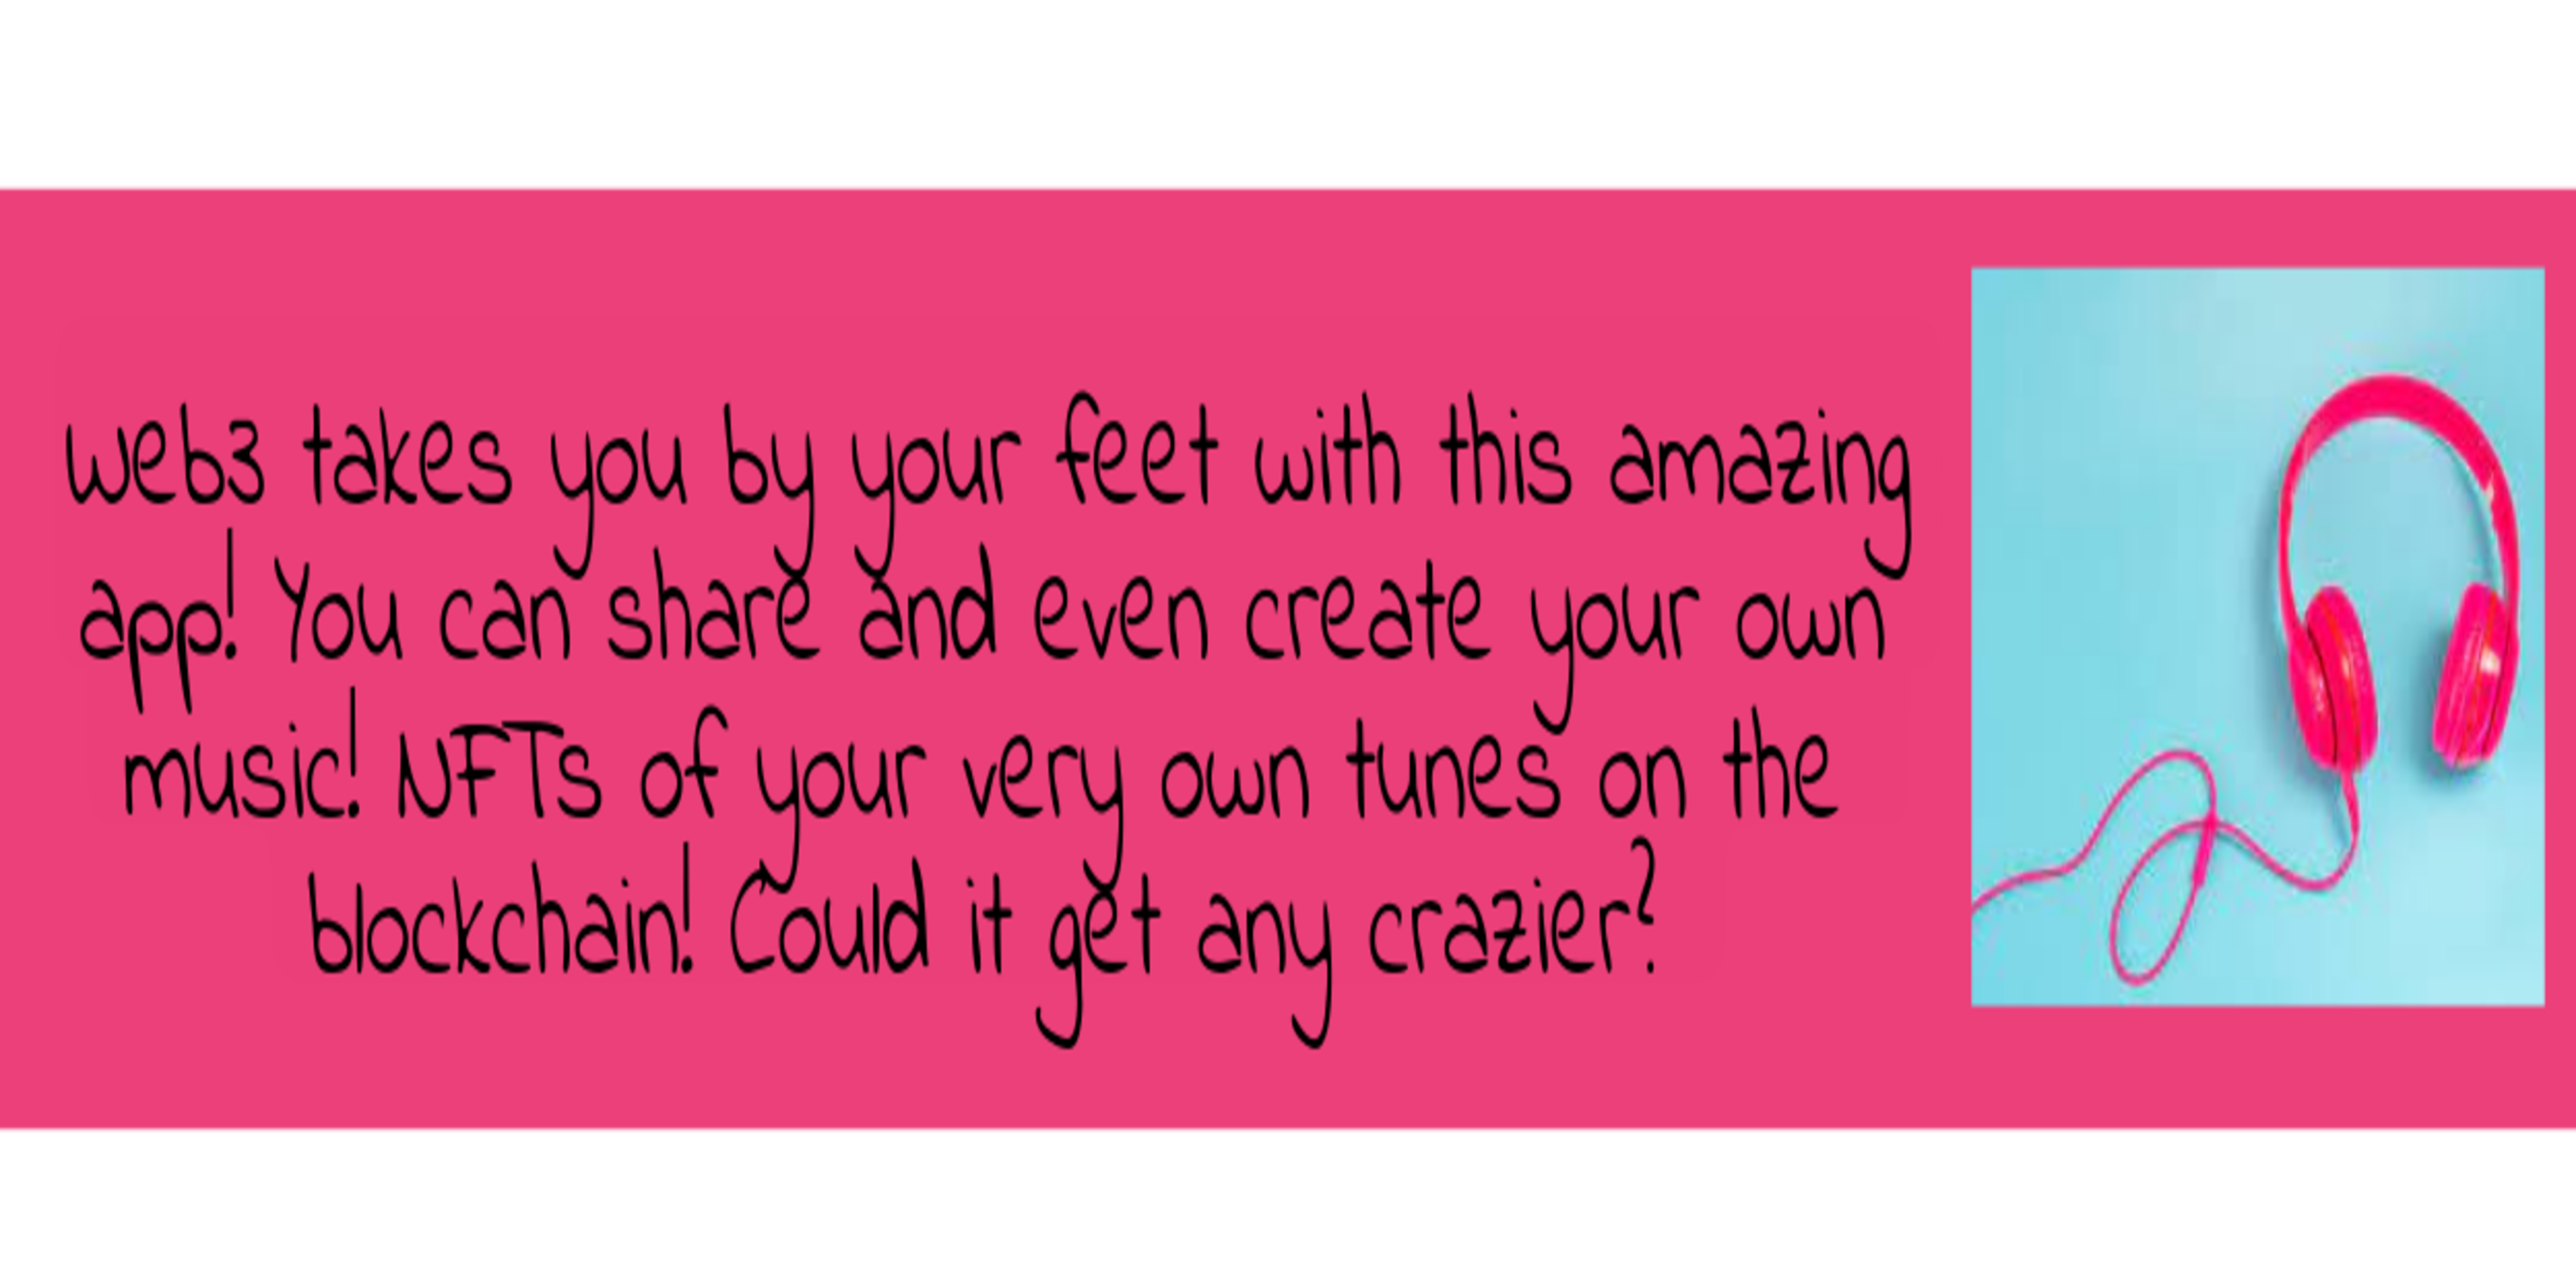 web3 takes you by your feet with this amazing
app! You can share and even create your own
music! NFTs of your very own tunes on the
blockchain! Could it get any crazier?